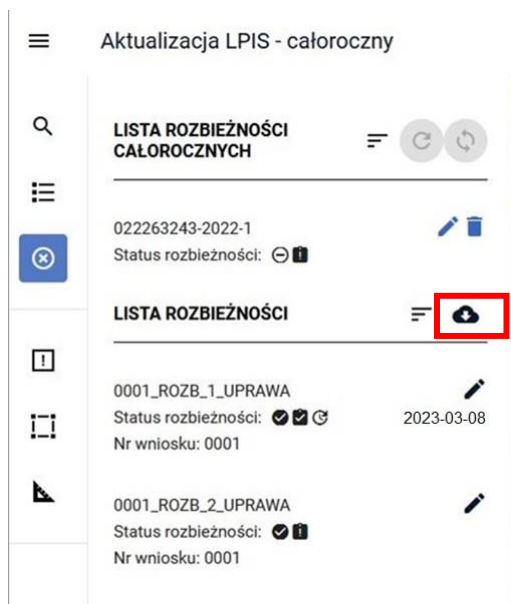 Aktualizacja LPIS - całoroczny
LISTA ROZBIEŻNOŚCI
CAŁOROCZNYCH
022263243-2022-1
Status rozbieżności:
LISTA ROZBIEŻNOŚCI
0001_ROZB_1_UPRAWA
Status rozbieżności:
2023-03-08
Nr wniosku: 0001
0001_ROZB_2_UPRAWA
Status rozbieżności:
Nr wniosku: 0001